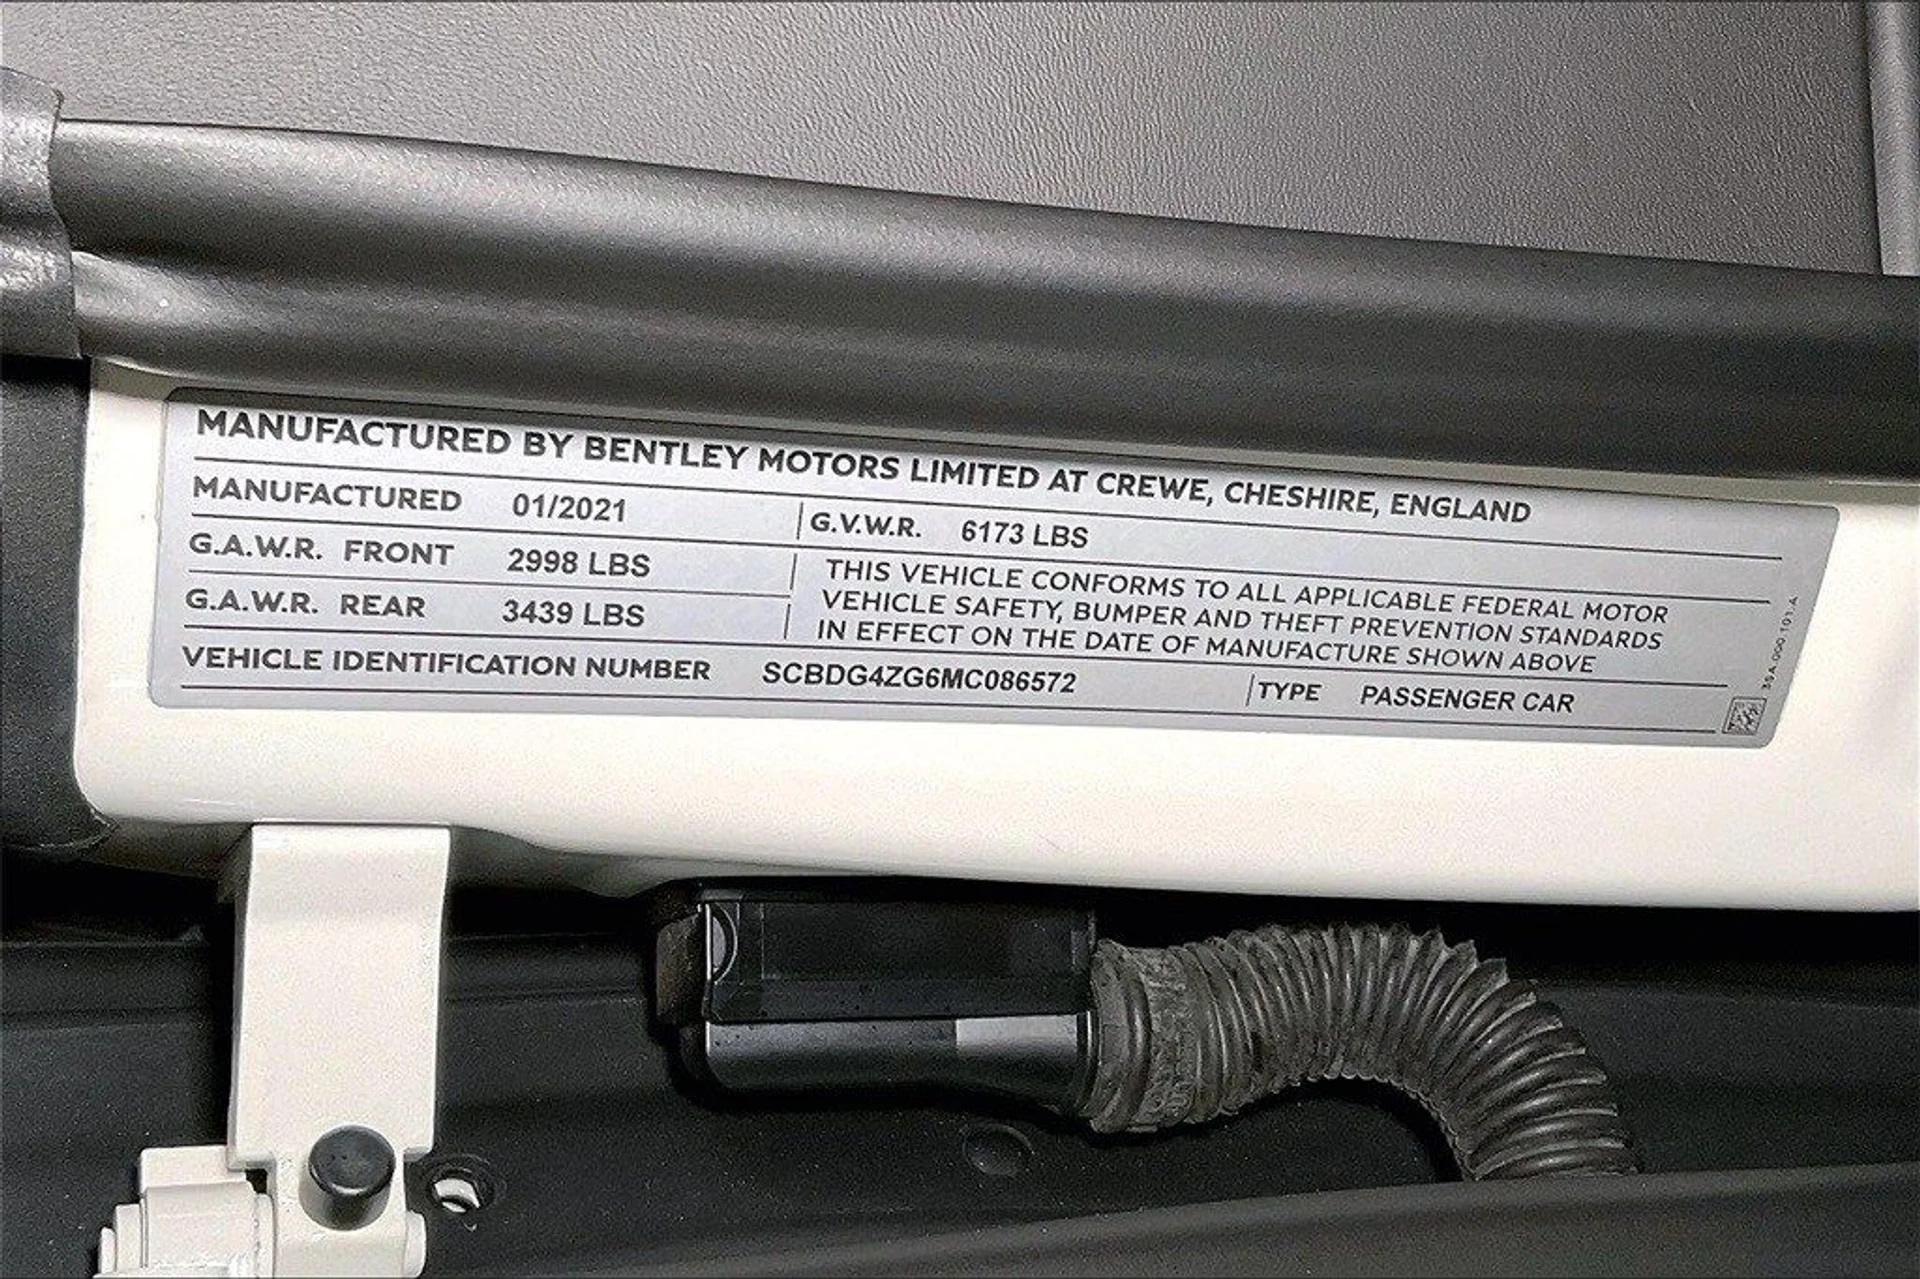 MANUFACTURED BY BENTLEY MOTORS LIMITED AT CREWE, CHESHIRE, ENGLAND
MANUFACTURED 01/2021 G.V.W.R. 6173 LBS
G.A.W.R. FRONT 2998 LBS
G.A.W.R. REAR 3439 LBS
THIS VEHICLE CONFORMS TO ALL APPLICABLE FEDERAL MOTOR
VEHICLE SAFETY, BUMPER AND THEFT PREVENTION STANDARDS
IN EFFECT ON THE DATE OF MANUFACTURE SHOWN ABOVE
VEHICLE IDENTIFICATION NUMBER SCBDG4ZG6MC086572 TYPE PASSENGER CAR